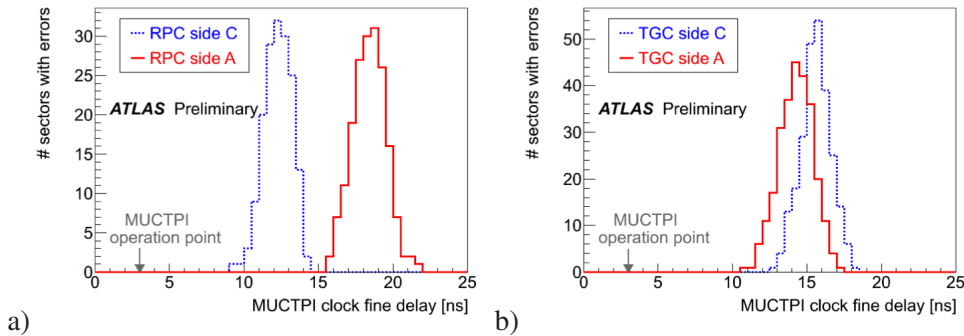 # sectors with errors
30
25
20
15
10
5
0
RPC side C
RPC side A
ATLAS Preliminary
MUCTPI
operation point
0 5 10 15 20 25
MUCTPI clock fine delay [ns]
a)
# sectors with errors
50
40
30
20
10
0
TGC side C
TGC side A
ATLAS Preliminary
MUCTPI
operation point
0 5 10 15 20 25
MUCTPI clock fine delay [ns]
b)